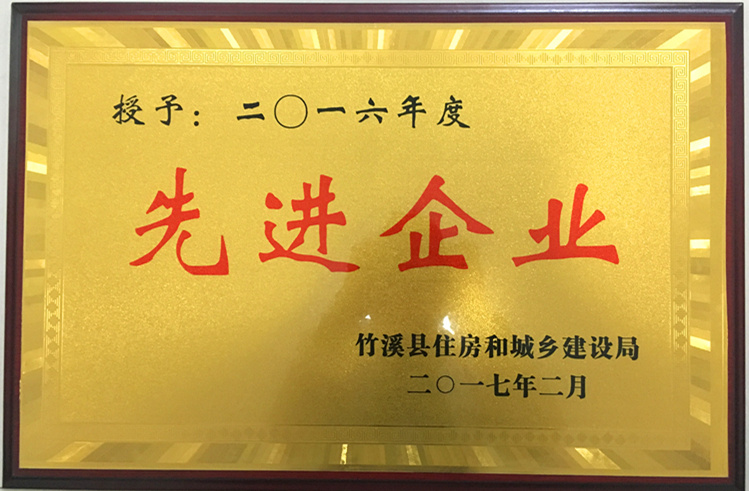 授予：二〇一六年度
先进企业
竹溪县住房和城乡建设局
二〇一七年二月